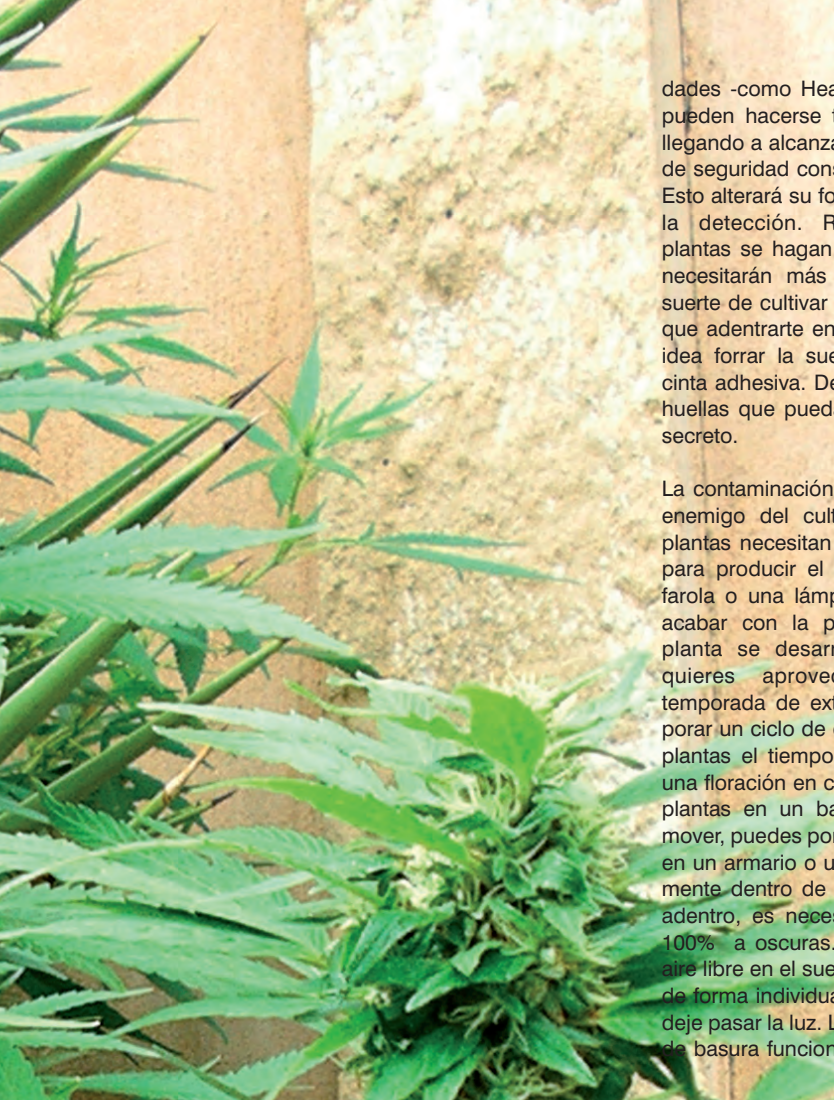 dades -como Hea
pueden hacerse t
llegando a alcanza
de seguridad cons
Esto alterará su fo
la detección. R
plantas se hagan
necesitarán más
suerte de cultivar
que adentrarte en
idea forrar la sue
cinta adhesiva. De
huellas que pueda
secreto.
La contaminación
enemigo del cult
plantas necesitan
para producir el
farola o una lámp
acabar con la p
planta se desarr
quieres aprovec
temporada de ext
porar un ciclo de
plantas el tiempo
una floración en c
plantas en un ba
mover, puedes por
en un armario o u
mente dentro de
adentro, es neces
100% a oscuras.
aire libre en el sue
de forma individua
deje pasar la luz. L
de basura funcion